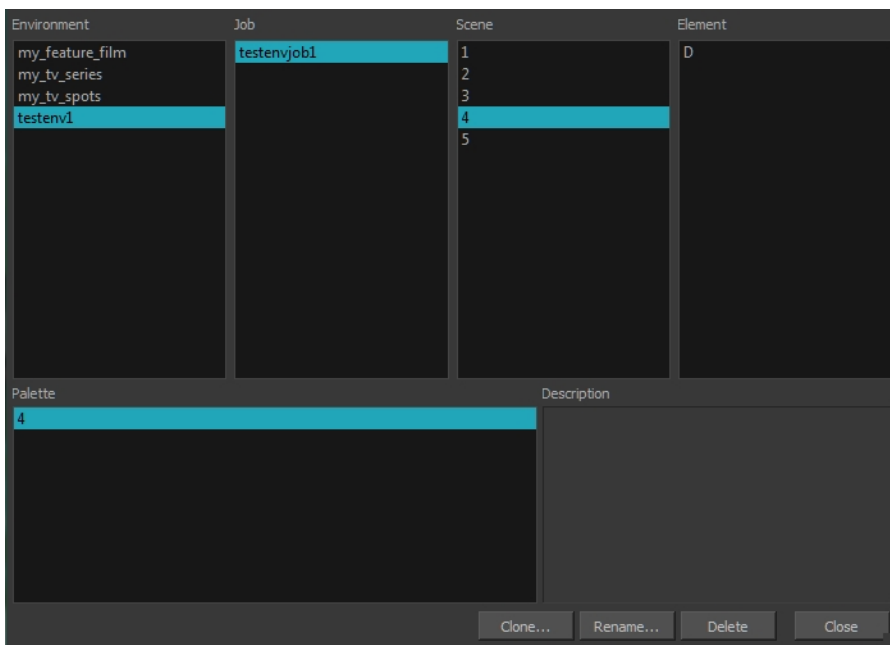 Environment
Job
Scene
Element
my_feature_film
my_tv_series
my_tv_spots
testenv1
testenvjob1
1
2
3
4
5
D
Palette
Description
4
Clone...
Rename...
Delete
Close